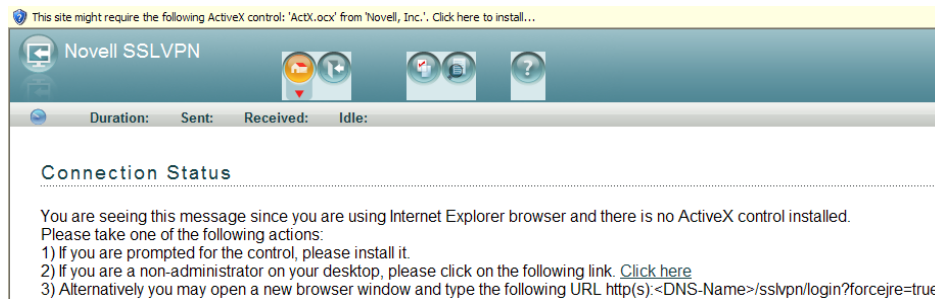 This site might require the following ActiveX control: 'ActX.ocx' from 'Novell, Inc.'. Click here to install...
Novell SSLVPN
?
Duration: Sent: Received: Idle:
Connection Status
You are seeing this message since you are using Internet Explorer browser and there is no ActiveX control installed.
Please take one of the following actions:
1) If you are prompted for the control, please install it.
2) If you are a non-administrator on your desktop, please click on the following link. Click here
3) Alternatively you may open a new browser window and type the following URL http(s):<DNS-Name>/sslvpn/login?forcejre=true